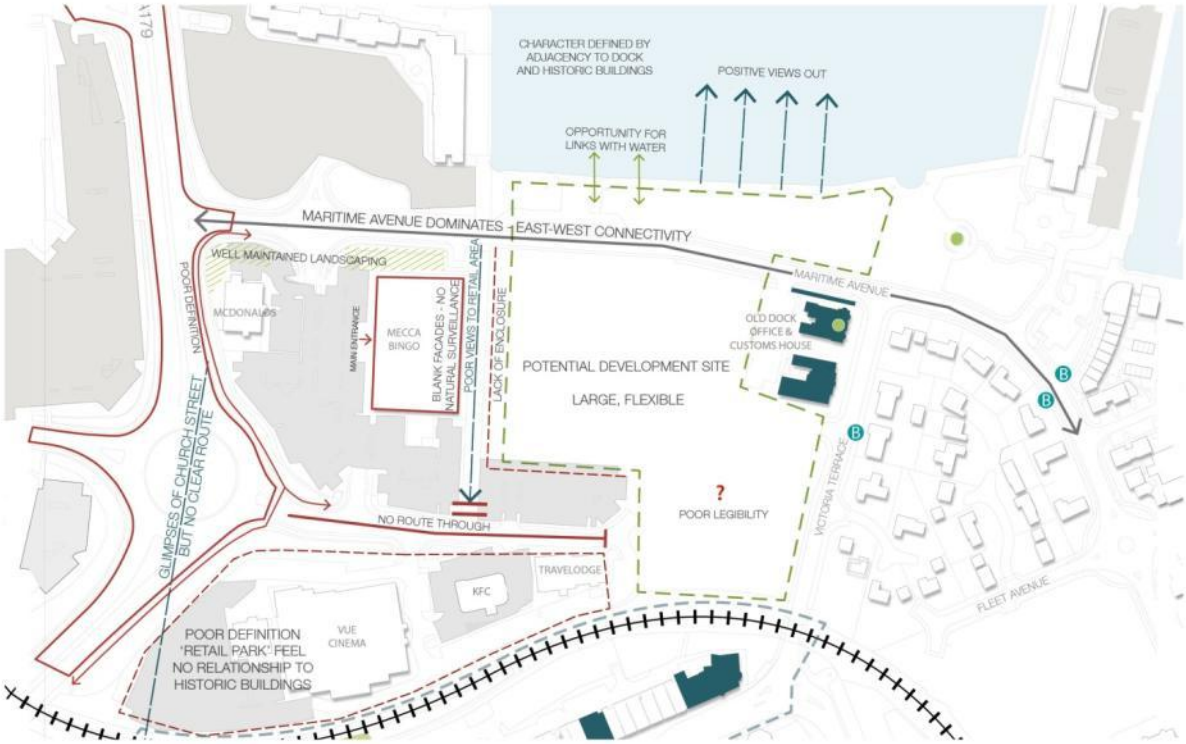 A179
CHARACTER DEFINED BY
ADJACENCY TO DOCK
AND HISTORIC BUILDINGS
POSITIVE VIEWS OUT
OPPORTUNITY FOR
LINKS WITH WATER
MARITIME AVENUE DOMINATES - EAST-WEST CONNECTIVITY
WELL MAINTAINED LANDSCAPING
POOR DEFINITION
MCDONALDS
MAIN ENTRANCE
MECCA
BINGO
BLANK FACADES - NO
NATURAL SURVEILLANCE
POOR VIEWS TO RETAIL AREA
LACK OF ENCLOSURE
MARITIME AVENUE
OLD DOCK
OFFICE &
CUSTOMS HOUSE
POTENTIAL DEVELOPMENT SITE
LARGE, FLEXIBLE
B
B
B
VICTORIA TERRACE
GLIMPSES OF CHURCH STREET
BUT NO CLEAR ROUTE
?
POOR LEGIBILITY
NO ROUTE THROUGH
TRAVELODGE
KFC
FLEET AVENUE
VUE
CINEMA
POOR DEFINITION
'RETAIL PARK' FEEL
NO RELATIONSHIP TO
HISTORIC BUILDINGS